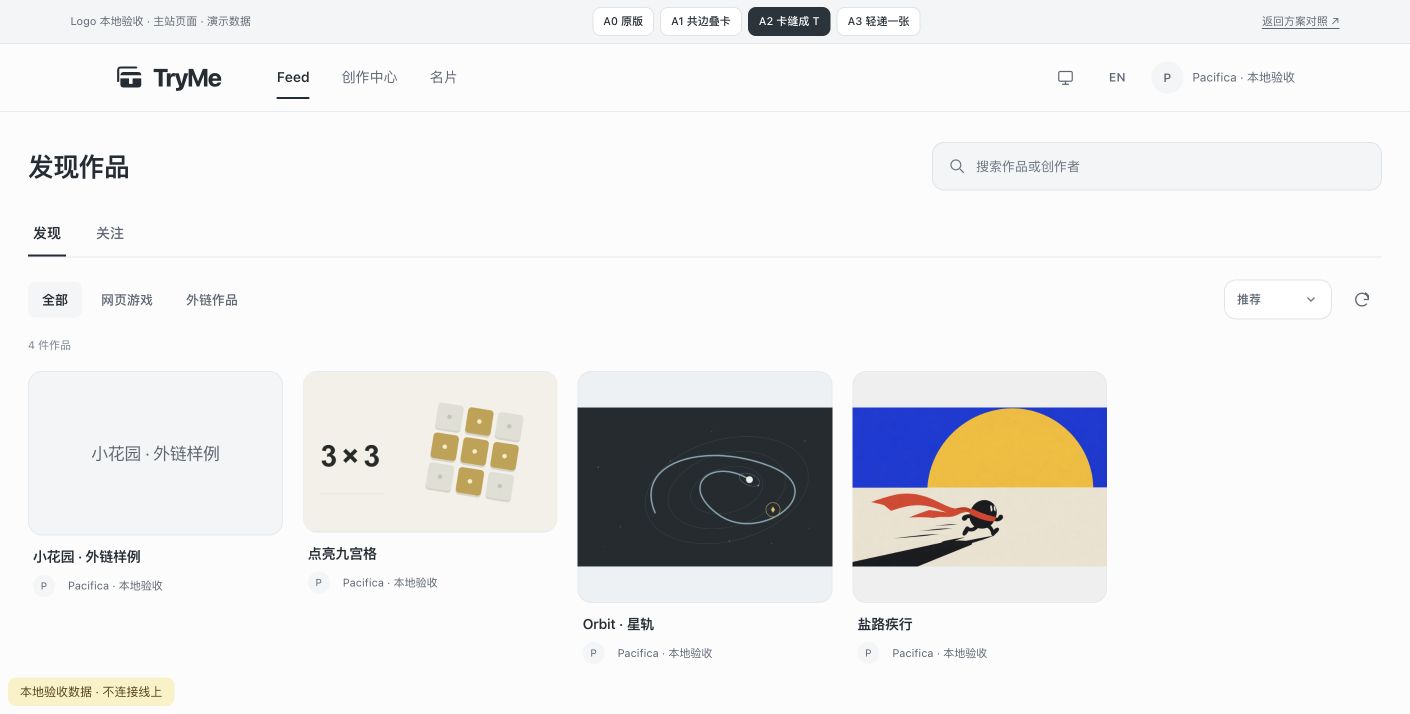 Logo 本地验收 · 主站页面 · 演示数据
A0 原版
A1 共边叠卡
A2 卡缝成 T
A3 轻递一张
返回方案对照 ↗
TryMe
Feed
创作中心
名片
EN
P
Pacifica · 本地验收
发现作品
搜索作品或创作者
发现
关注
全部
网页游戏
外链作品
推荐
4 件作品
小花园 · 外链样例
小花园 · 外链样例
P
Pacifica · 本地验收
3 × 3
点亮九宫格
P
Pacifica · 本地验收
Orbit · 星轨
P
Pacifica · 本地验收
盐路疾行
P
Pacifica · 本地验收
本地验收数据 · 不连接线上